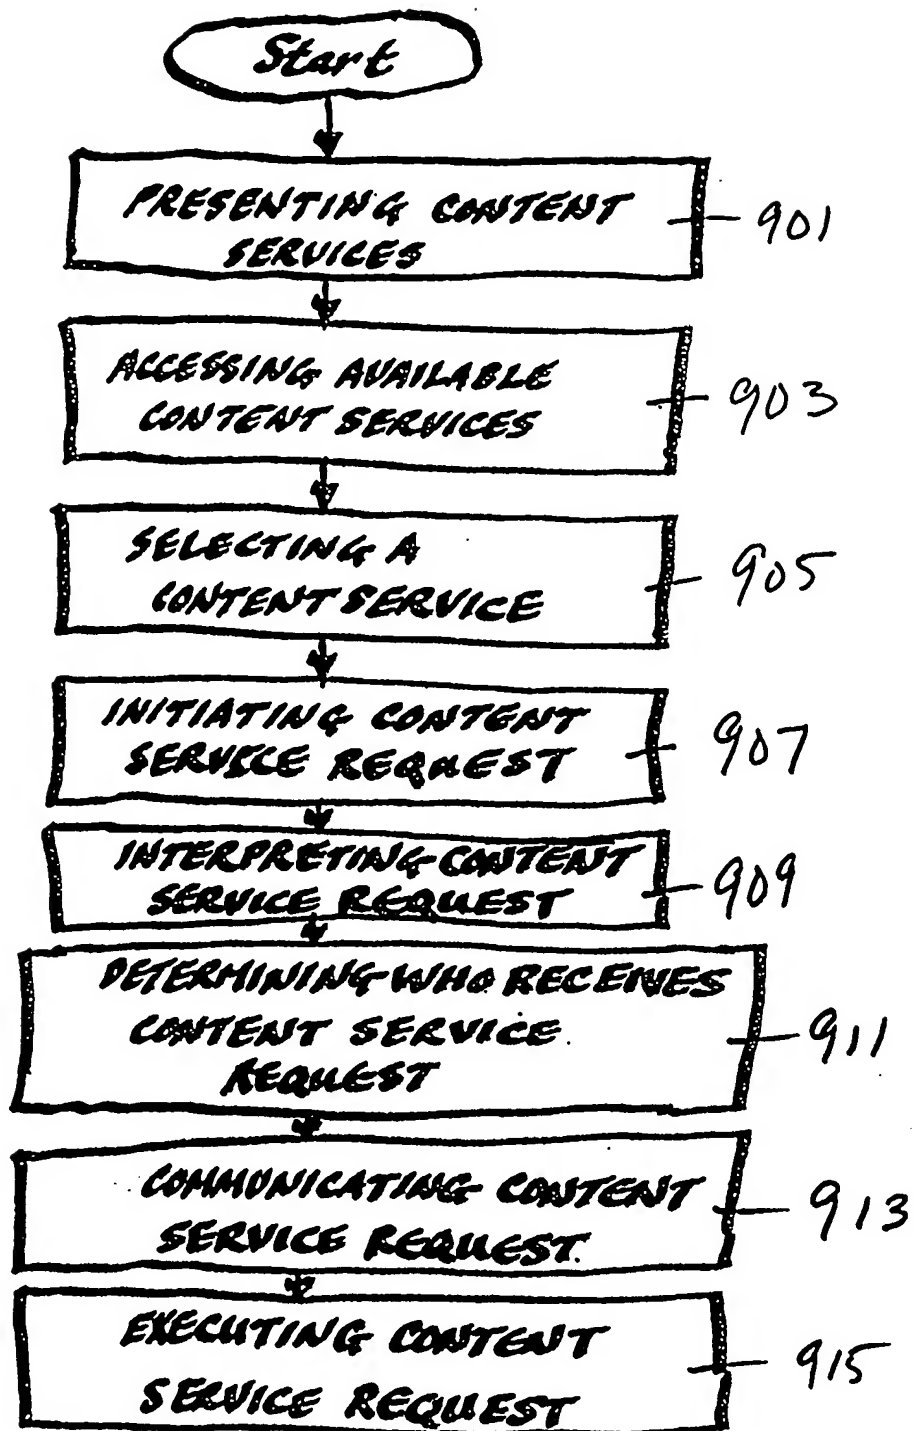 Start
PRESENTING CONTENT
SERVICES
901
ACCESSING AVAILABLE
CONTENT SERVICES
903
SELECTING A
CONTENT SERVICE
905
INITIATING CONTENT
SERVICE REQUEST
907
INTERPRETING CONTENT
SERVICE REQUEST
909
DETERMINING WHO RECEIVES
CONTENT SERVICE
REQUEST
911
COMMUNICATING CONTENT
SERVICE REQUEST.
913
EXECUTING CONTENT
SERVICE REQUEST
915